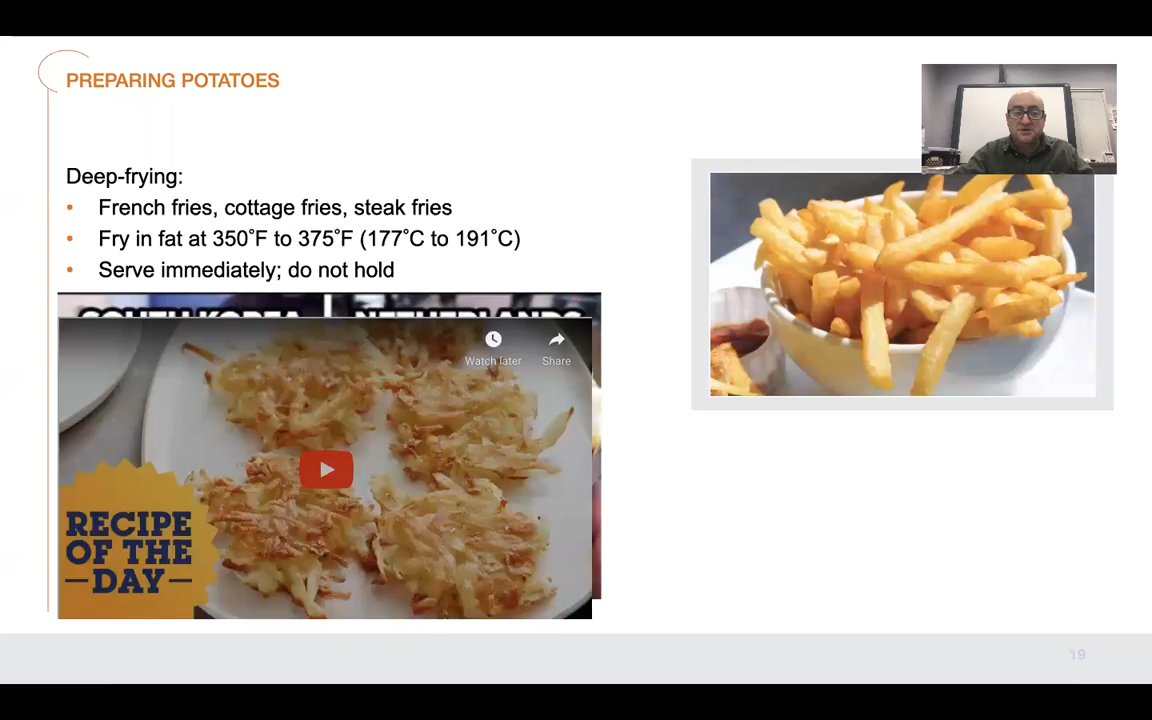 PREPARING POTATOES
Deep-frying:
• French fries, cottage fries, steak fries
• Fry in fat at 350˚F to 375˚F (177˚C to 191˚C)
• Serve immediately; do not hold
SOUTH KOREA NETHERLANDS
Watch later Share
RECIPE
OF THE
DAY
19